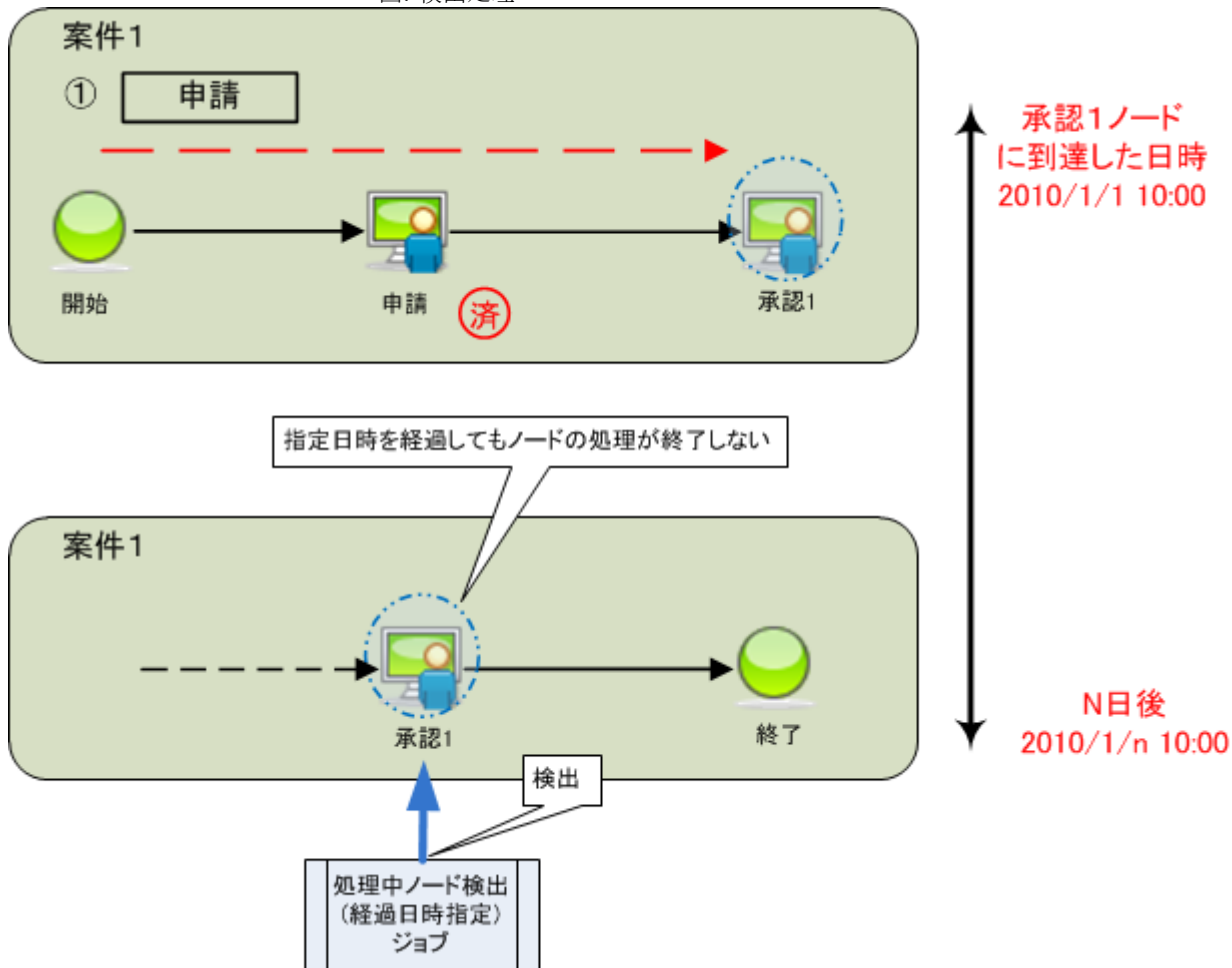 案件1
① 申請
承認1ノード
に到達した日時
2010/1/1 10:00
開始
申請
済
承認1
指定日時を経過してもノードの処理が終了しない
案件1
承認1
終了
N日後
2010/1/n 10:00
検出
処理中ノード検出
(経過日時指定)
ジョブ